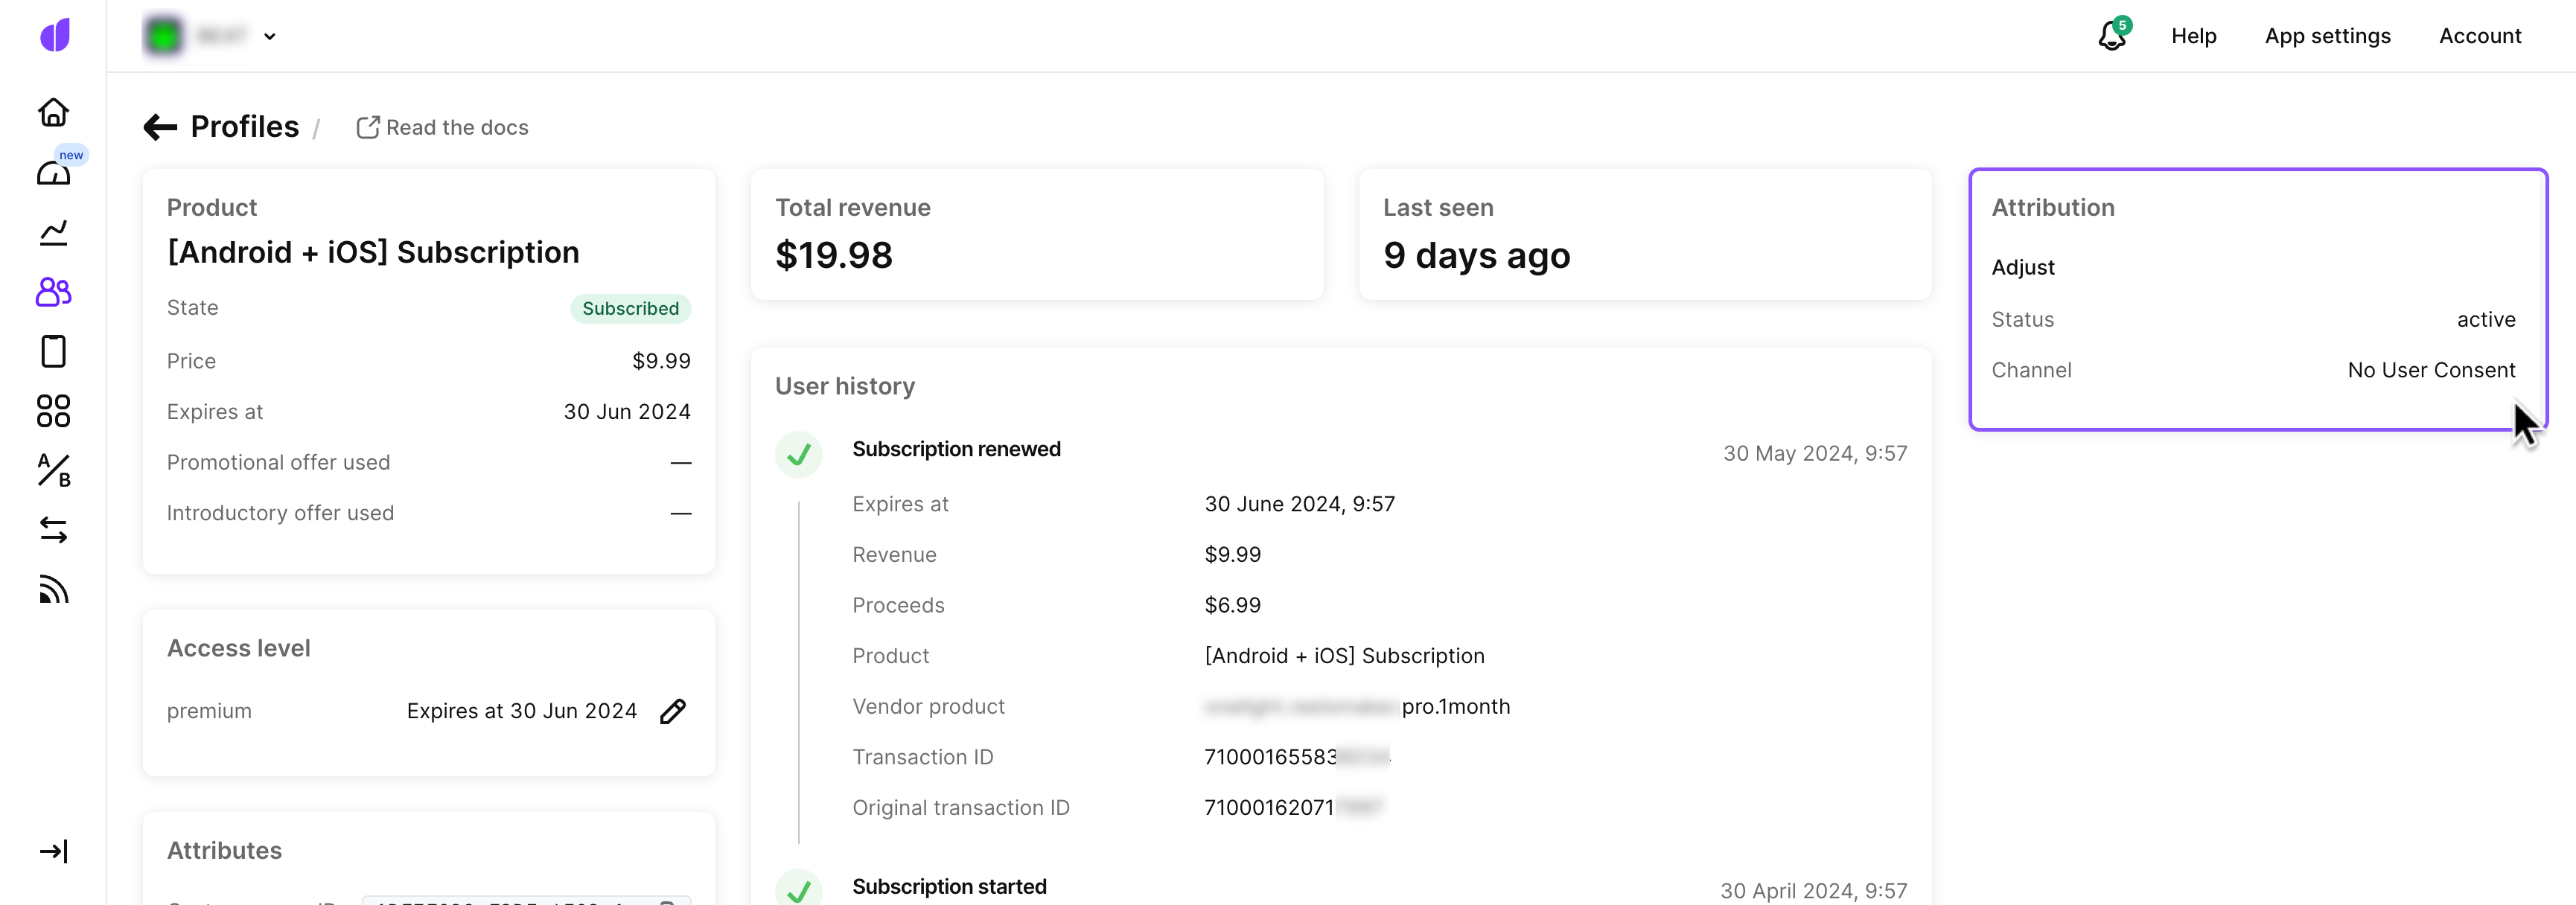 5
Help
App settings
Account
new
Profiles /
Read the docs
Product
[Android + iOS] Subscription
State
Subscribed
Price
$9.99
Expires at
30 Jun 2024
Promotional offer used
—
Introductory offer used
—
Access level
premium
Expires at 30 Jun 2024
Attributes
Total revenue
$19.98
Last seen
9 days ago
User history
Subscription renewed
30 May 2024, 9:57
Expires at
30 June 2024, 9:57
Revenue
$9.99
Proceeds
$6.99
Product
[Android + iOS] Subscription
Vendor product
pro.1month
Transaction ID
71000165583
Original transaction ID
71000162071
Subscription started
30 April 2024, 9:57
Attribution
Adjust
Status
active
Channel
No User Consent
A/B